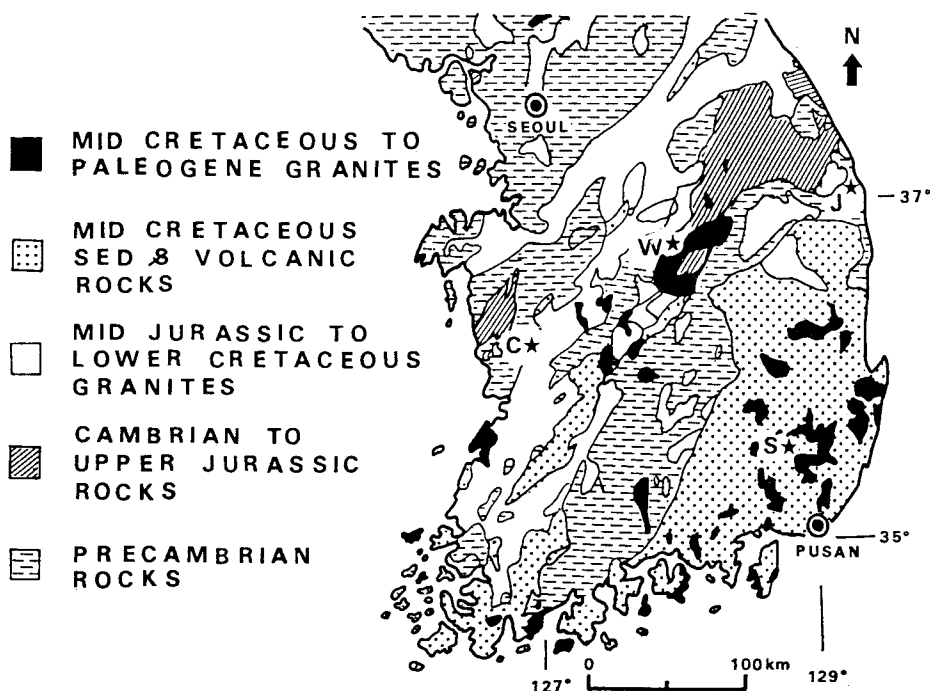 MID CRETACEOUS TO
PALEOGENE GRANITES
MID CRETACEOUS
SED & VOLCANIC
ROCKS
MID JURASSIC TO
LOWER CRETACEOUS
GRANITES
CAMBRIAN TO
UPPER JURASSIC
ROCKS
PRECAMBRIAN
ROCKS
N
SEOUL
37°
J★
W★
C★
S★
PUSAN
35°
0 100km
127°
129°